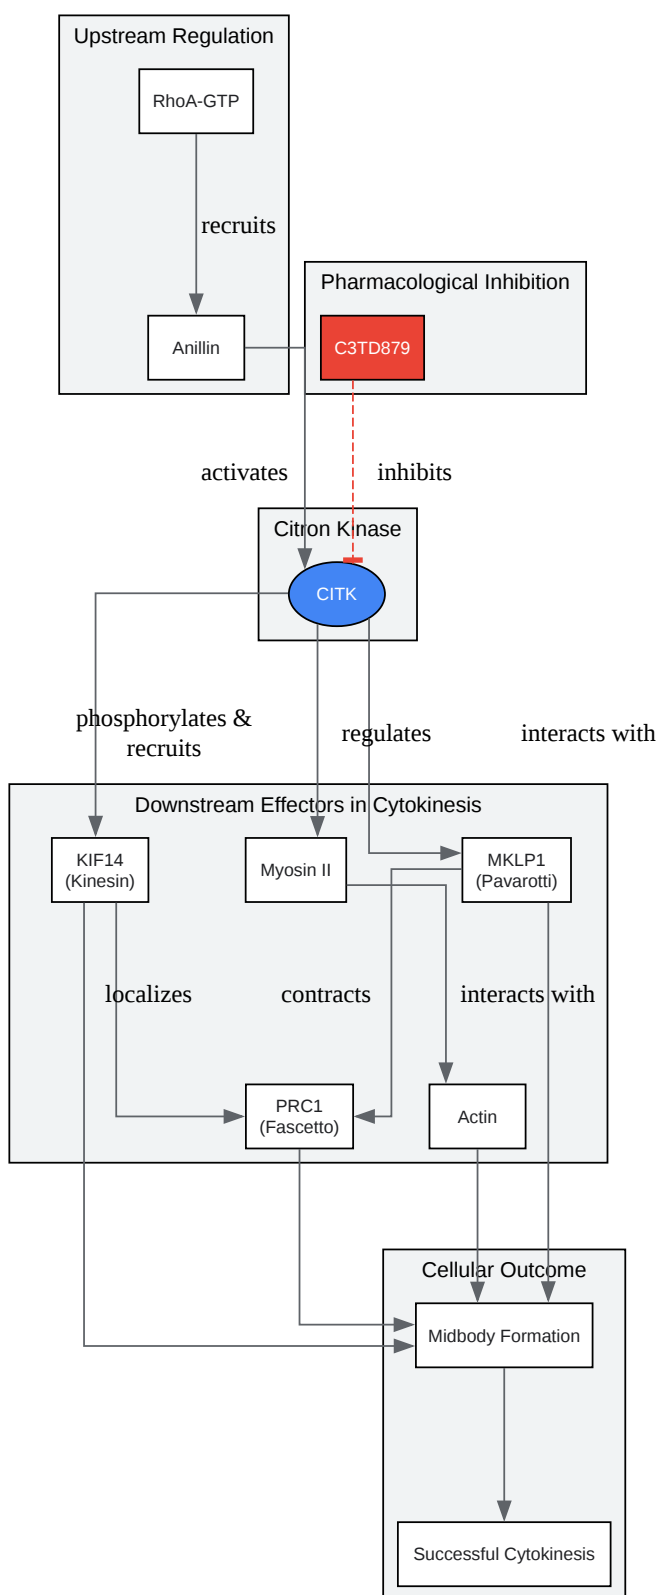 Upstream Regulation
RhoA-GTP
recruits
Pharmacological Inhibition
Anillin
C3TD879
activates
inhibits
Citron Kinase
CITK
phosphorylates &
recruits
regulates
interacts with
Downstream Effectors in Cytokinesis
KIF14
(Kinesin)
Myosin II
MKLP1
(Pavarotti)
localizes
contracts
interacts with
PRC1
(Fascetto)
Actin
Cellular Outcome
Midbody Formation
Successful Cytokinesis